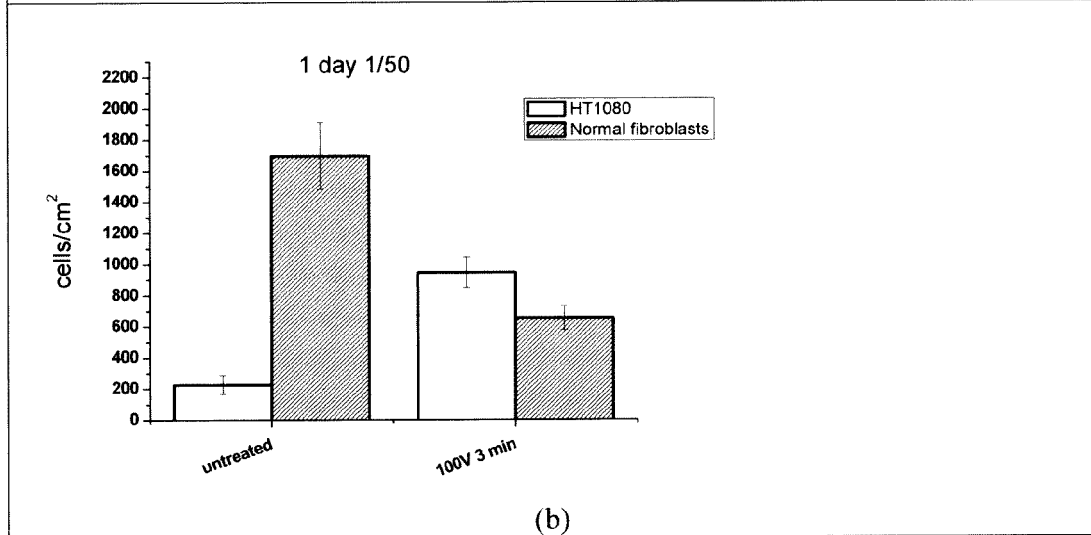 1 day 1/50
HT1080
Normal fibroblasts
cells/cm²
2200
2000
1800
1600
1400
1200
1000
800
600
400
200
0
untreated
100V 3 min
(b)